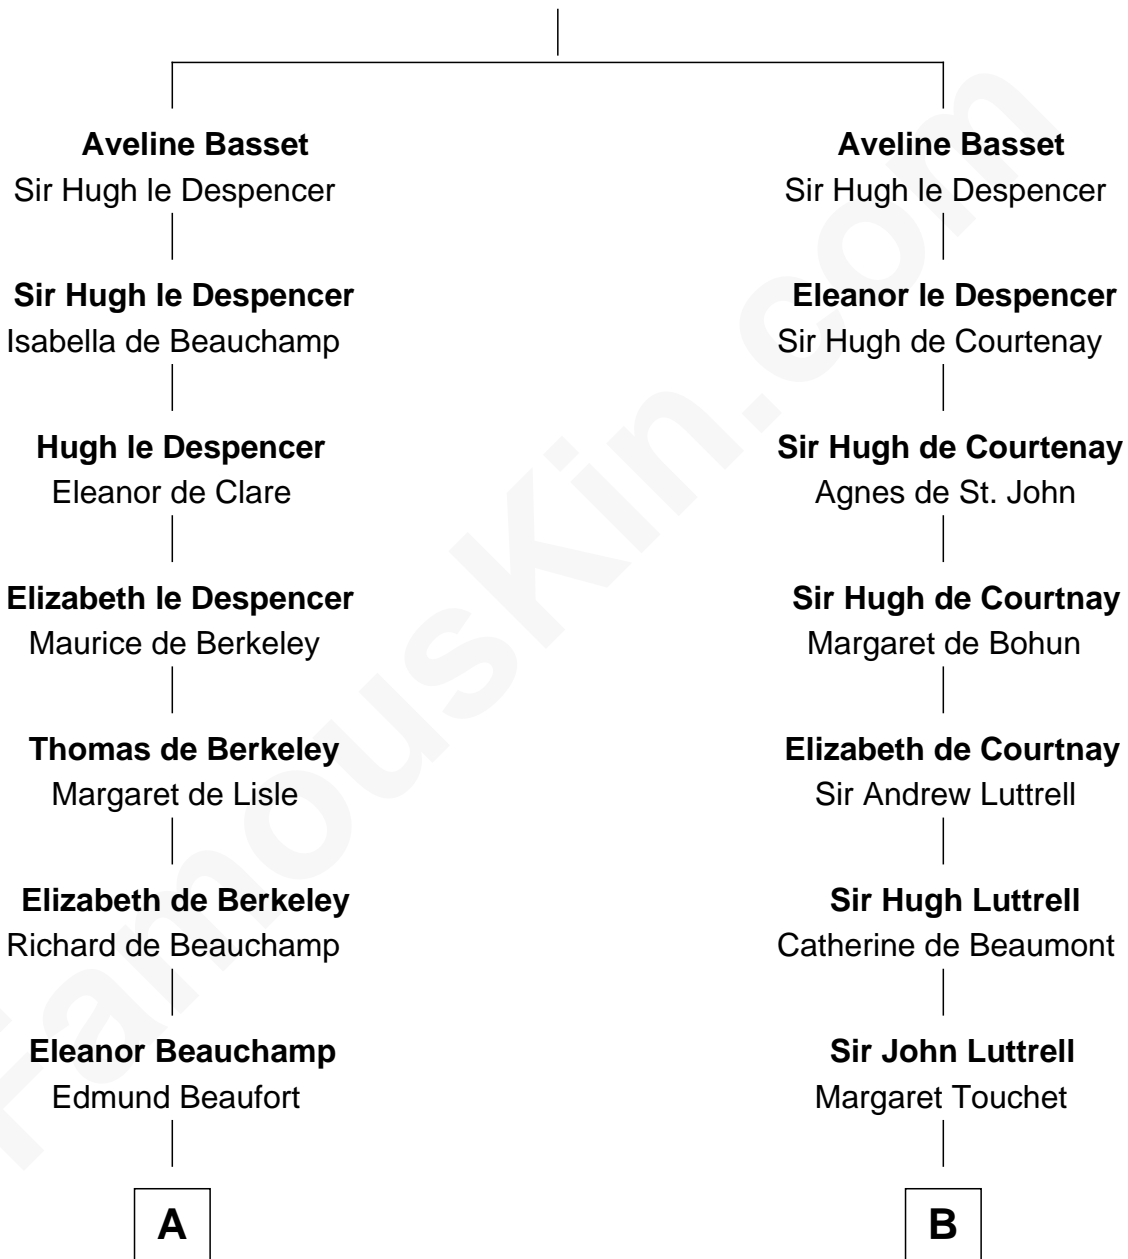 Aveline Basset
Sir Hugh le Despencer
Sir Hugh le Despencer
Isabella de Beauchamp
Hugh le Despencer
Eleanor de Clare
Elizabeth le Despencer
Maurice de Berkeley
Thomas de Berkeley
Margaret de Lisle
Elizabeth de Berkeley
Richard de Beauchamp
Eleanor Beauchamp
Edmund Beaufort
A
Aveline Basset
Sir Hugh le Despencer
Eleanor le Despencer
Sir Hugh de Courtenay
Sir Hugh de Courtenay
Agnes de St. John
Sir Hugh de Courtnay
Margaret de Bohun
Elizabeth de Courtnay
Sir Andrew Luttrell
Sir Hugh Luttrell
Catherine de Beaumont
Sir John Luttrell
Margaret Touchet
B
FamousKin.com